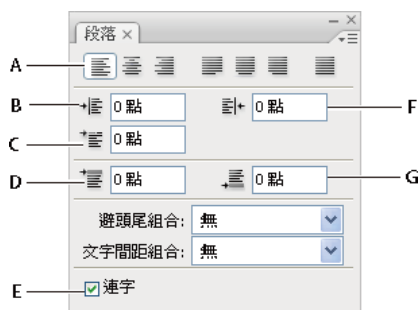 段落 ×
A
B 0 點 0 點 F
C 0 點
D 0 點 0 點 G
避頭尾組合: 無
文字間距組合: 無
E 連字